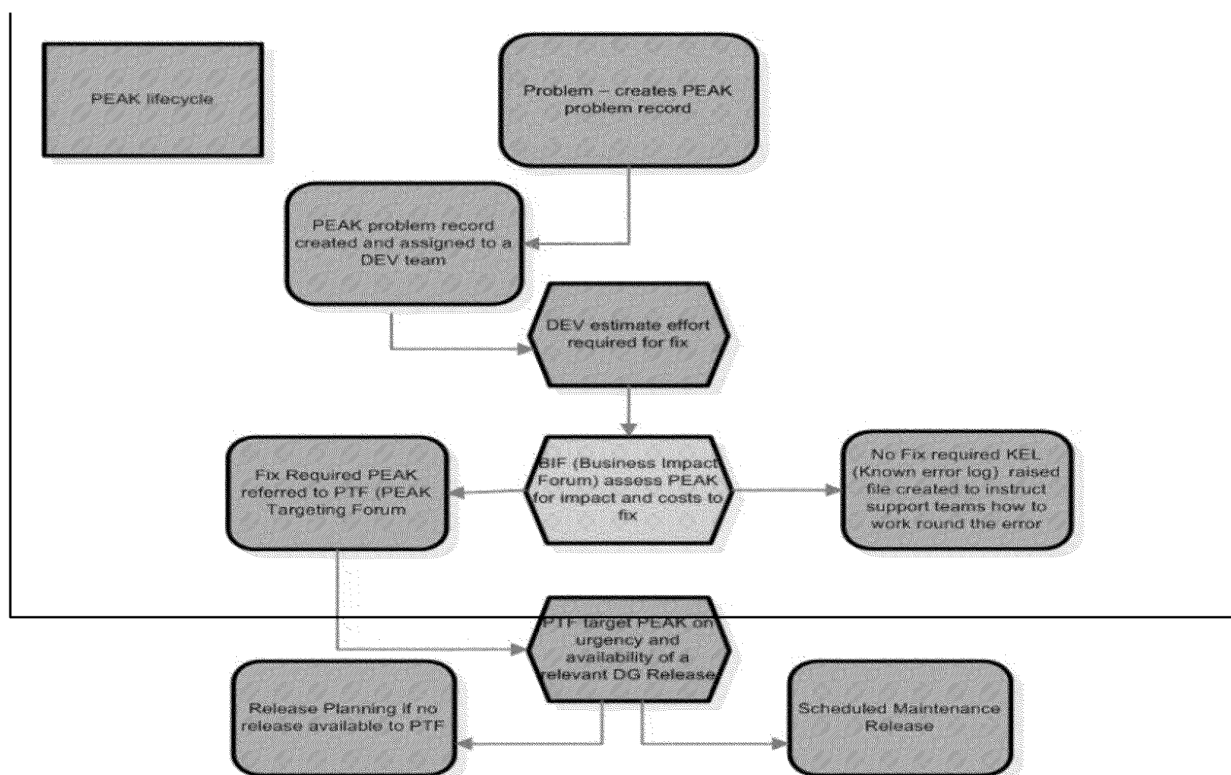 PEAK lifecycle
Problem – creates PEAK
problem record
PEAK problem record
created and assigned to a
DEV team
DEV estimate effort
required for fix
Fix Required PEAK
referred to PTF (PEAK
Targeting Forum
BIF (Business Impact
Forum) assess PEAK
for impact and costs to
fix
No Fix required KEL
(Known error log) raised
file created to instruct
support teams how to
work round the error
PTF target PEAK on
urgency and
availability of a
relevant DG Release
Release Planning if no
release available to PTF
Scheduled Maintenance
Release